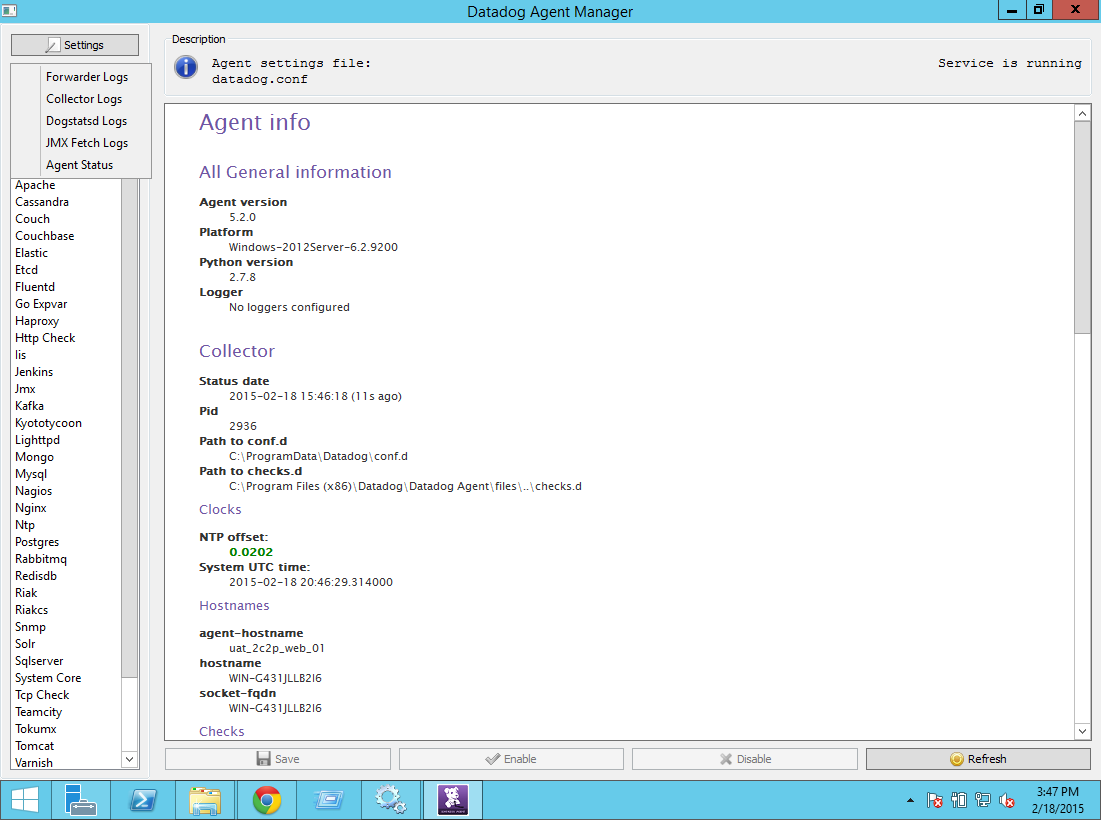 Datadog Agent Manager
Settings
Forwarder Logs
Collector Logs
Dogstatsd Logs
JMX Fetch Logs
Agent Status
Apache
Cassandra
Couch
Couchbase
Elastic
Etcd
Fluentd
Go Expvar
Haproxy
Http Check
Iis
Jenkins
Jmx
Kafka
Kyototycoon
Lighttpd
Mongo
Mysql
Nagios
Nginx
Ntp
Postgres
Rabbitmq
Redisdb
Riak
Riakcs
Snmp
Solr
Sqlserver
System Core
Tcp Check
Teamcity
Tokumx
Tomcat
Varnish
Description
Agent settings file:
datadog.conf
Service is running
Agent info
All General information
Agent version
5.2.0
Platform
Windows-2012Server-6.2.9200
Python version
2.7.8
Logger
No loggers configured
Collector
Status date
2015-02-18 15:46:18 (11s ago)
Pid
2936
Path to conf.d
C:\ProgramData\Datadog\conf.d
Path to checks.d
C:\Program Files (x86)\Datadog\Datadog Agent\files\..\checks.d
Clocks
NTP offset:
0.0202
System UTC time:
2015-02-18 20:46:29.314000
Hostnames
agent-hostname
uat_2c2p_web_01
hostname
WIN-G431JLLB2I6
socket-fqdn
WIN-G431JLLB2I6
Checks
Save
Enable
Disable
Refresh
3:47 PM
2/18/2015